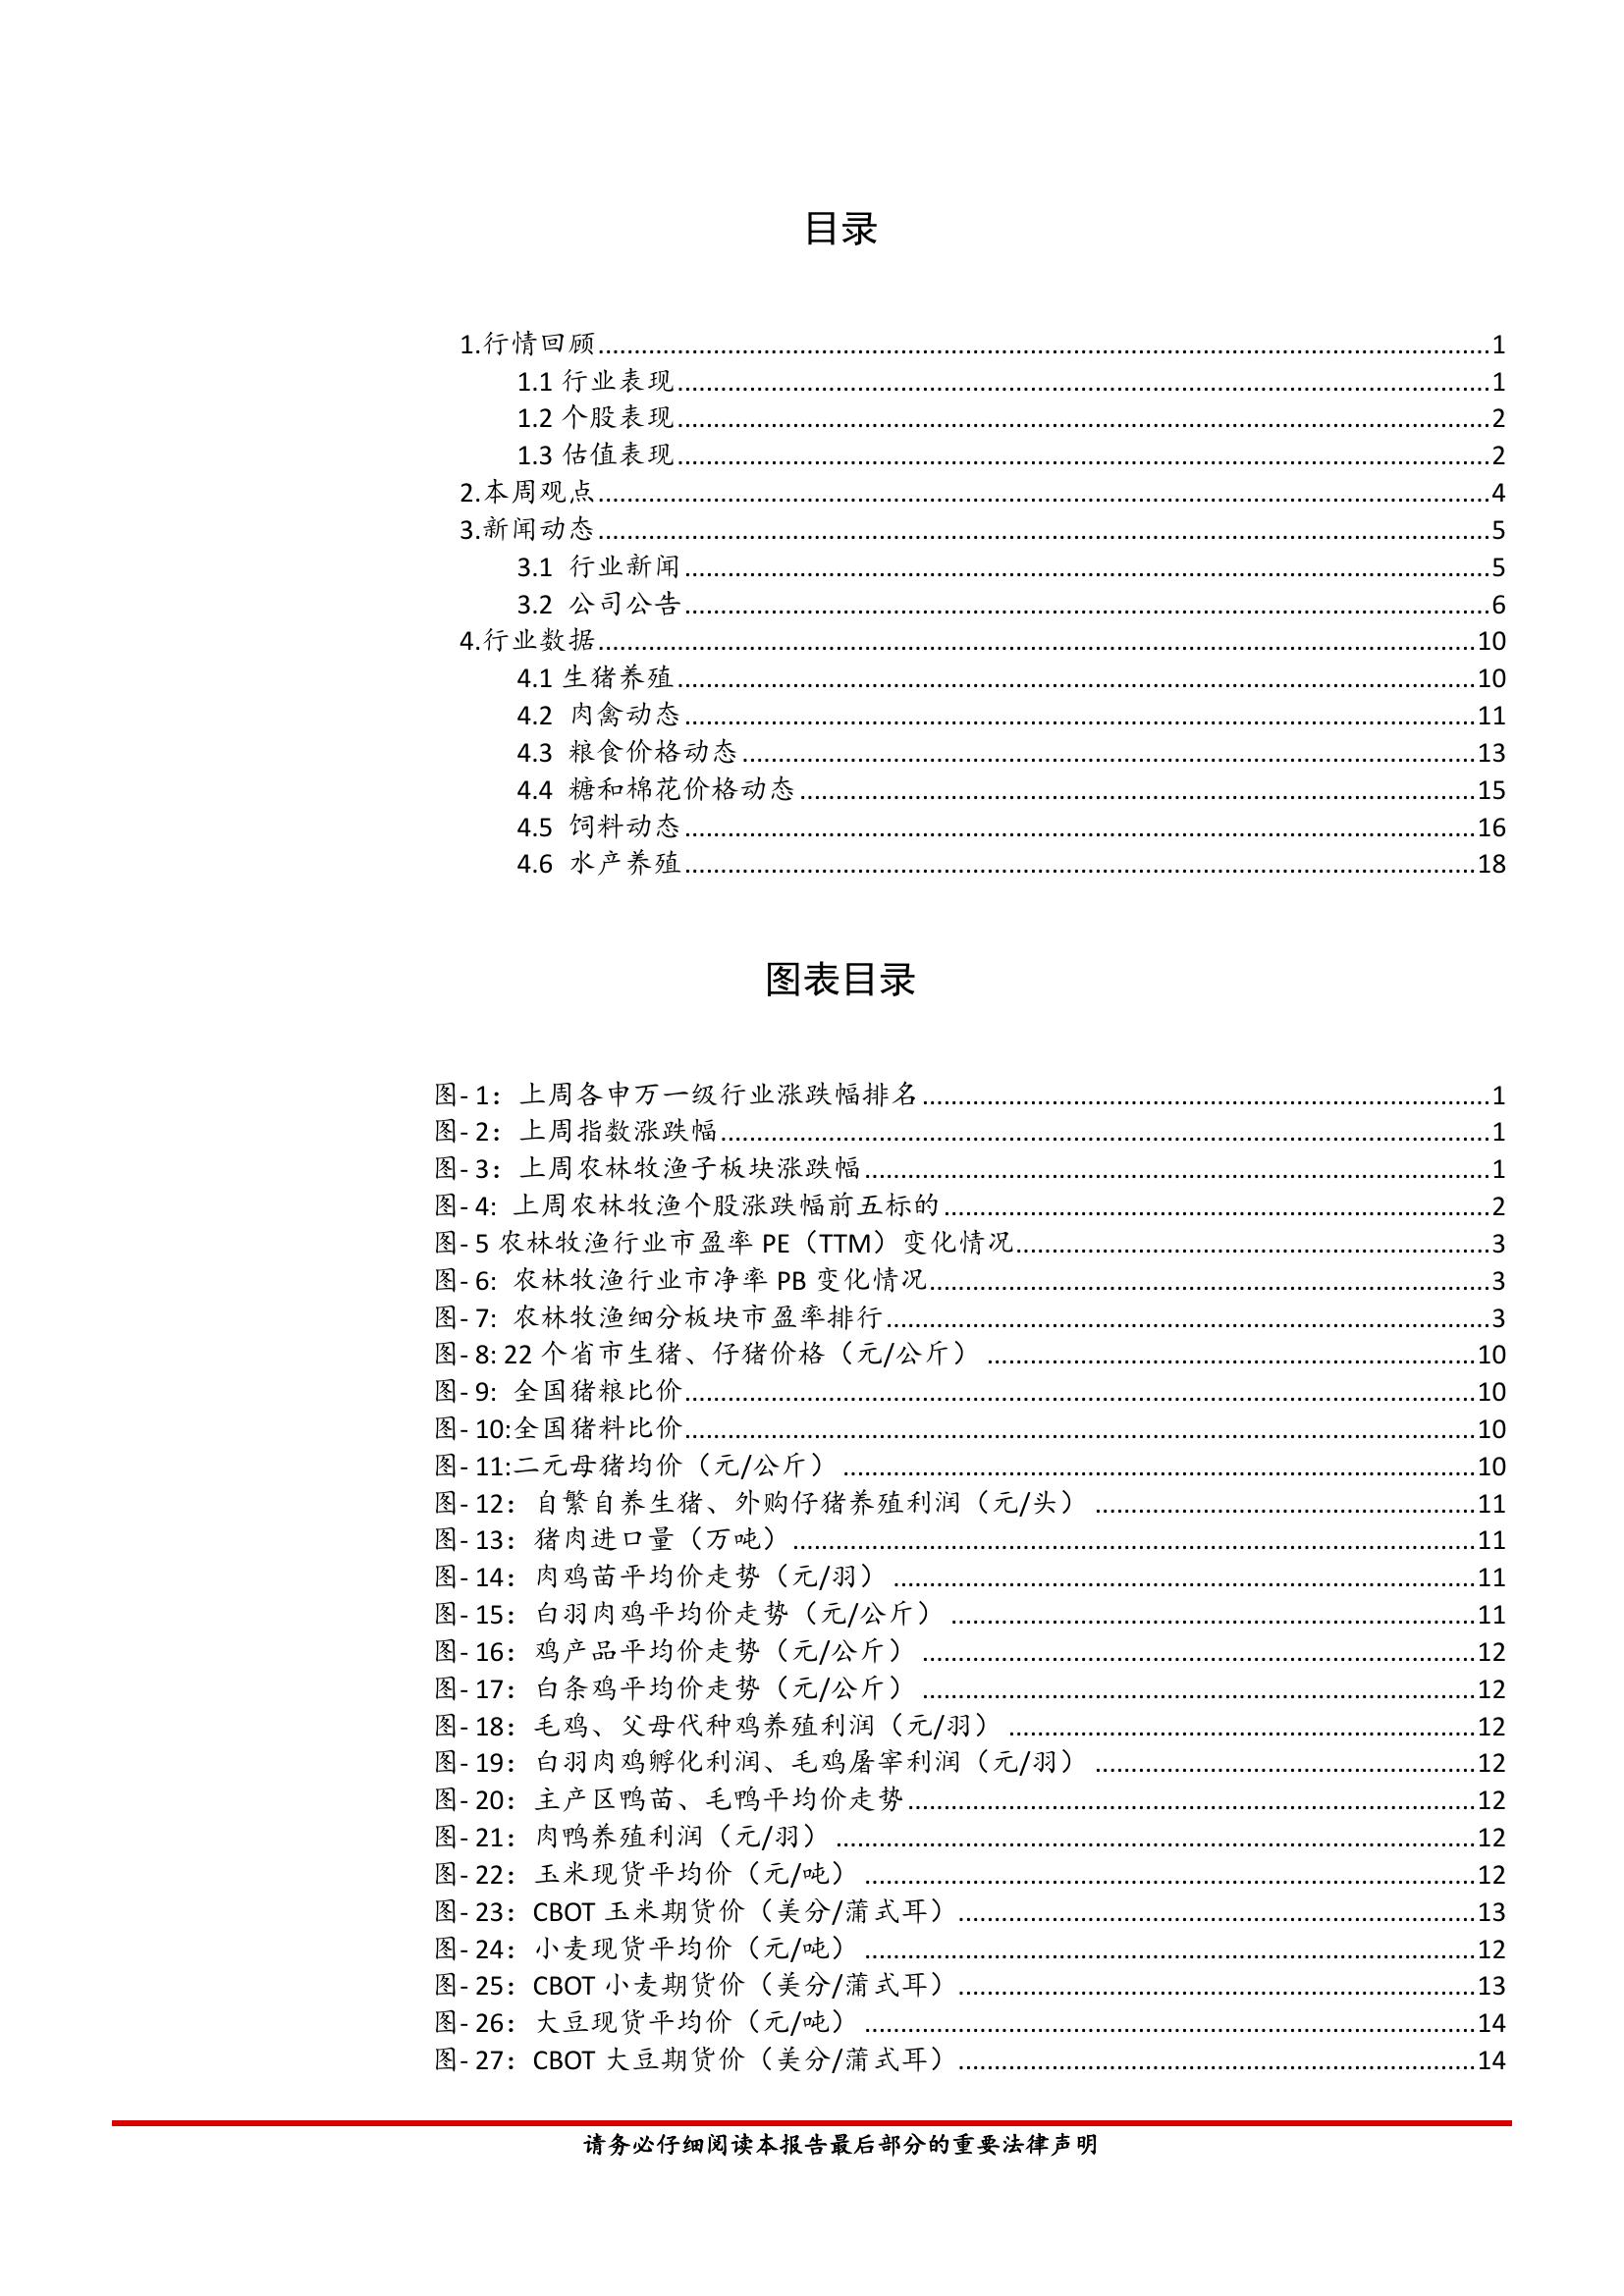 目录
1.行情回顾........1
1.1 行业表现........1
1.2 个股表现........2
1.3 估值表现........2
2.本周观点........4
3.新闻动态........5
3.1 行业新闻........5
3.2 公司公告........6
4.行业数据........10
4.1 生猪养殖........10
4.2 肉禽动态........11
4.3 粮食价格动态........13
4.4 糖和棉花价格动态........15
4.5 饲料动态........16
4.6 水产养殖........18
图表目录
图- 1：上周各申万一级行业涨跌幅排名........1
图- 2：上周指数涨跌幅........1
图- 3：上周农林牧渔子板块涨跌幅........1
图- 4: 上周农林牧渔个股涨跌幅前五标的........2
图- 5 农林牧渔行业市盈率 PE（TTM）变化情况........3
图- 6: 农林牧渔行业市净率 PB 变化情况........3
图- 7: 农林牧渔细分板块市盈率排行........3
图- 8: 22 个省市生猪、仔猪价格（元/公斤）........10
图- 9: 全国猪粮比价........10
图- 10:全国猪料比价........10
图- 11:二元母猪均价（元/公斤）........10
图- 12：自繁自养生猪、外购仔猪养殖利润（元/头）........11
图- 13：猪肉进口量（万吨）........11
图- 14：肉鸡苗平均价走势（元/羽）........11
图- 15：白羽肉鸡平均价走势（元/公斤）........11
图- 16：鸡产品平均价走势（元/公斤）........12
图- 17：白条鸡平均价走势（元/公斤）........12
图- 18：毛鸡、父母代种鸡养殖利润（元/羽）........12
图- 19：白羽肉鸡孵化利润、毛鸡屠宰利润（元/羽）........12
图- 20：主产区鸭苗、毛鸭平均价走势........12
图- 21：肉鸭养殖利润（元/羽）........12
图- 22：玉米现货平均价（元/吨）........12
图- 23：CBOT 玉米期货价（美分/蒲式耳）........13
图- 24：小麦现货平均价（元/吨）........12
图- 25：CBOT 小麦期货价（美分/蒲式耳）........13
图- 26：大豆现货平均价（元/吨）........14
图- 27：CBOT 大豆期货价（美分/蒲式耳）........14
请务必仔细阅读本报告最后部分的重要法律声明